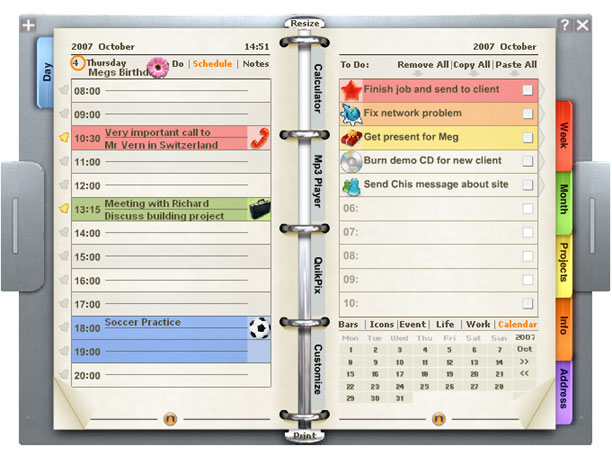 Resize
? X
Day
2007 October 14:51
4 Thursday Do | Schedule | Notes
Megs Birthd
08:00
09:00
10:30 Very important call to
Mr Vern in Switzerland
11:00
12:00
13:15 Meeting with Richard
Discuss building project
14:00
15:00
16:00
17:00
18:00 Soccer Practice
19:00
20:00
Calculator
Mp3 Player
QuikPix
Customize
Print
2007 October
To Do: Remove All|Copy All|Paste All
Finish job and send to client
Fix network problem
Get present for Meg
Burn demo CD for new client
Send Chis message about site
06:
07:
08:
09:
10:
Bars | Icons | Event | Life | Work | Calendar
Mon Tue Wed Thu Fri Sat Sun 2007
1 2 3 4 5 6 7 Oct
8 9 10 11 12 13 14 >>
15 16 17 18 19 20 21 <<
22 23 24 25 26 27 28
29 30 31
Week
Month
Projects
Info
Address